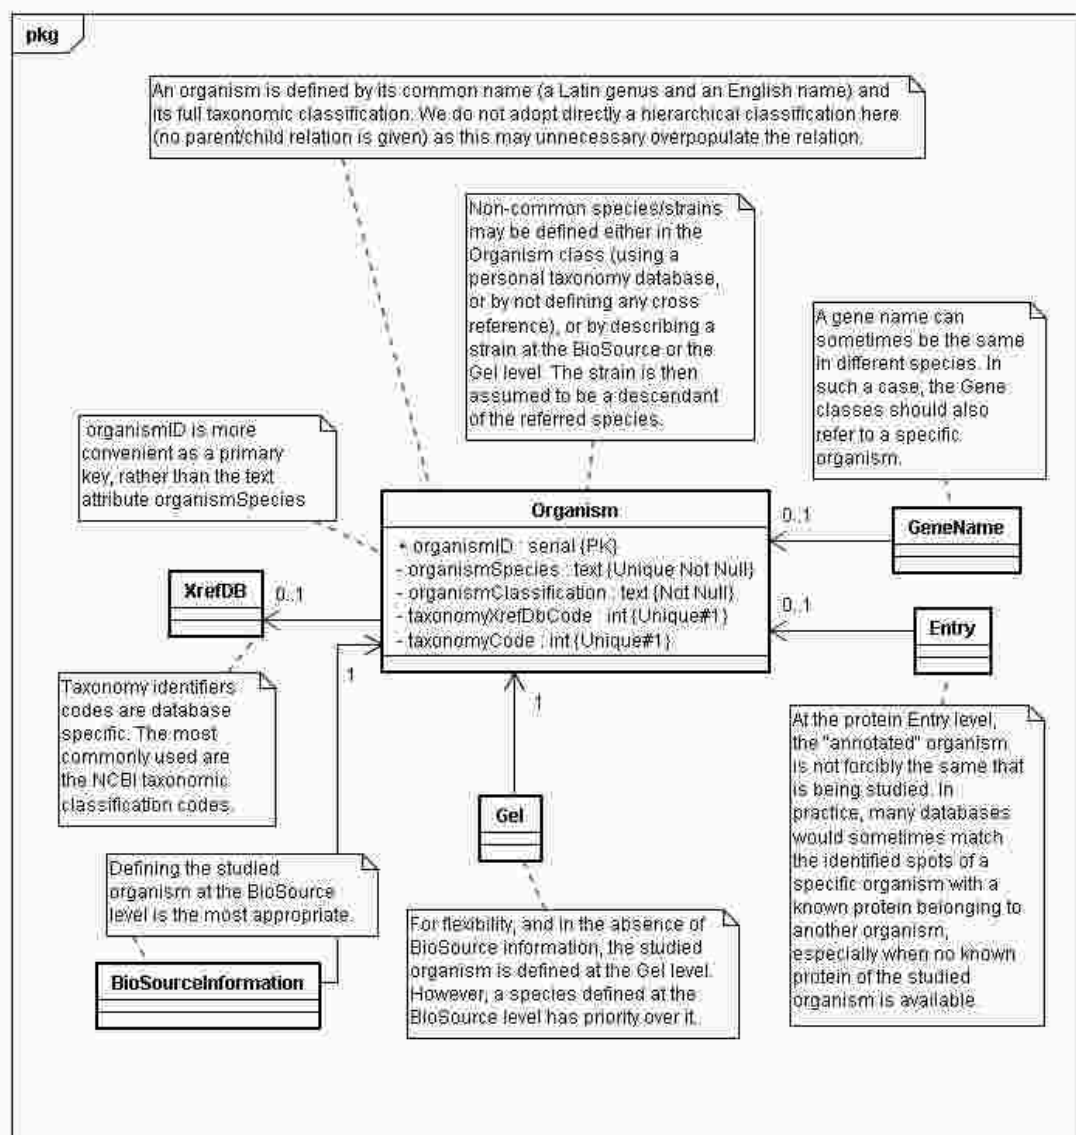 pkg
An organism is defined by its common name (a Latin genus and an English name) and
its full taxonomic classification. We do not adopt directly a hierarchical classification here
(no parent/child relation is given) as this may unnecessary overpopulate the relation.
Non-common species/strains
may be defined either in the
Organism class (using a
personal taxonomy database,
or by not defining any cross
reference), or by describing a
strain at the BioSource or the
Gel level. The strain is then
assumed to be a descendant
of the referred species.
A gene name can
sometimes be the same
in different species. In
such a case, the Gene
classes should also
refer to a specific
organism.
organismID is more
convenient as a primary
key, rather than the text
attribute organismSpecies
Organism
+ organismID : serial {PK}
- organismSpecies : text {Unique Not Null}
- organismClassification : text {Not Null}
- taxonomyXrefDbCode : int {Unique#1}
- taxonomyCode : int {Unique#1}
0..1
GeneName
XrefDB
0..1
0..1
Entry
1
1
Taxonomy identifiers
codes are database
specific. The most
commonly used are
the NCBI taxonomic
classification codes.
At the protein Entry level,
the "annotated" organism
is not forcibly the same that
is being studied. In
practice, many databases
would sometimes match
the identified spots of a
specific organism with a
known protein belonging to
another organism,
especially when no known
protein of the studied
organism is available.
Gel
Defining the studied
organism at the BioSource
level is the most appropriate.
For flexibility, and in the absence of
BioSource information, the studied
organism is defined at the Gel level.
However, a species defined at the
BioSource level has priority over it.
BioSourceInformation